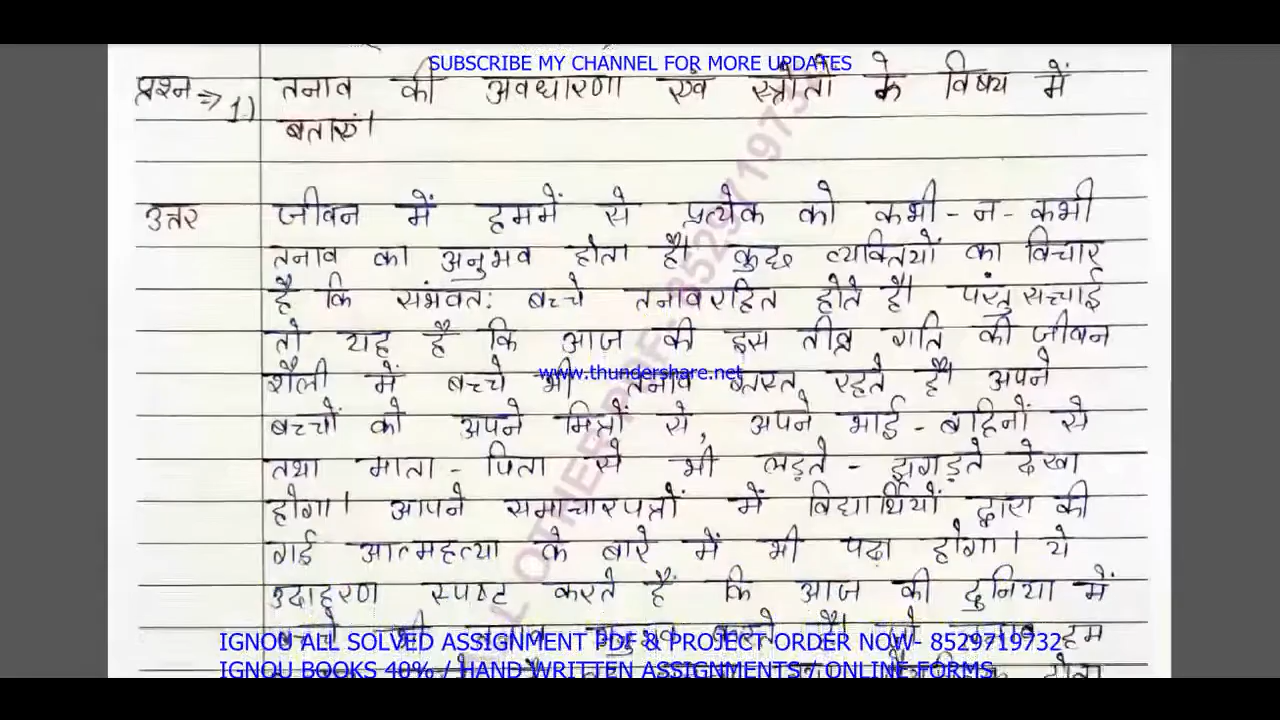 SUBSCRIBE MY CHANNEL FOR MORE UPDATES
प्रश्न ⇒ 1) तनाव की अवधारणा एवं स्त्रोतों के विषय में
बताएं।
उत्तर जीवन में हममें से प्रत्येक को कभी - न - कभी
तनाव का अनुभव होता है। कुछ व्यक्तियों का विचार
है कि संभवतः बच्चे तनावरहित होते है। परंतु सच्चाई
तो यह है कि आज की इस तीव्र गति की जीवन
शैली में बच्चे भी तनाव रहते है। अपने
www.thundershare.net
बच्चों को अपने मित्रों से, अपने भाई - बहिनों से
तथा माता - पिता से भी लड़ते - झगड़ते देखा
होगा। आपने समाचारपत्रों में विद्यार्थियों द्वारा की
गई आत्महत्या के बारे में भी पढ़ा होगा। ये
उदाहरण स्पष्ट करते हैं कि आज की दुनिया में
हम
IGNOU ALL SOLVED ASSIGNMENT PDF & PROJECT ORDER NOW- 8529719732
IGNOU BOOKS 40% / HAND WRITTEN ASSIGNMENTS / ONLINE FORMS